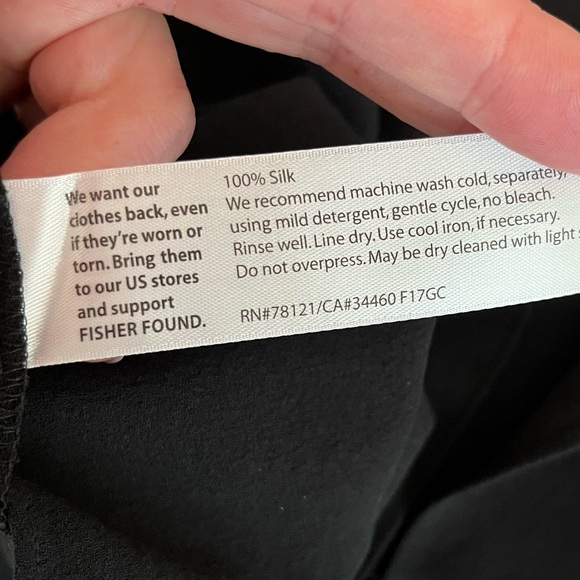 We want our
clothes back, even
if they're worn or
torn. Bring them
to our US stores
and support
FISHER FOUND.
100% Silk
We recommend machine wash cold, separately,
using mild detergent, gentle cycle, no bleach.
Rinse well. Line dry. Use cool iron, if necessary.
Do not overpress. May be dry cleaned with light
RN#78121/CA#34460 F17GC